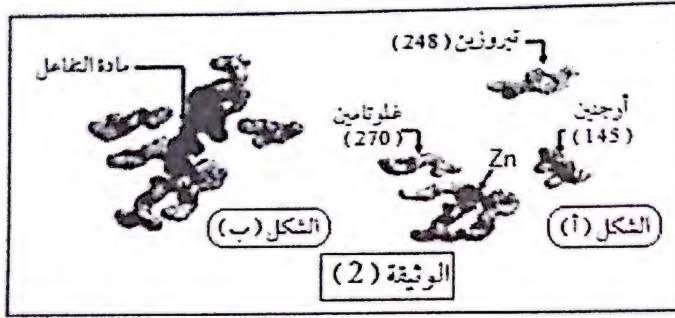 تيروزين (248)
مادة التفاعل
غلوتامين
(270)
أرجنين
(145)
Zn
الشكل (ب)
الشكل (أ)
الوثيقة (2)